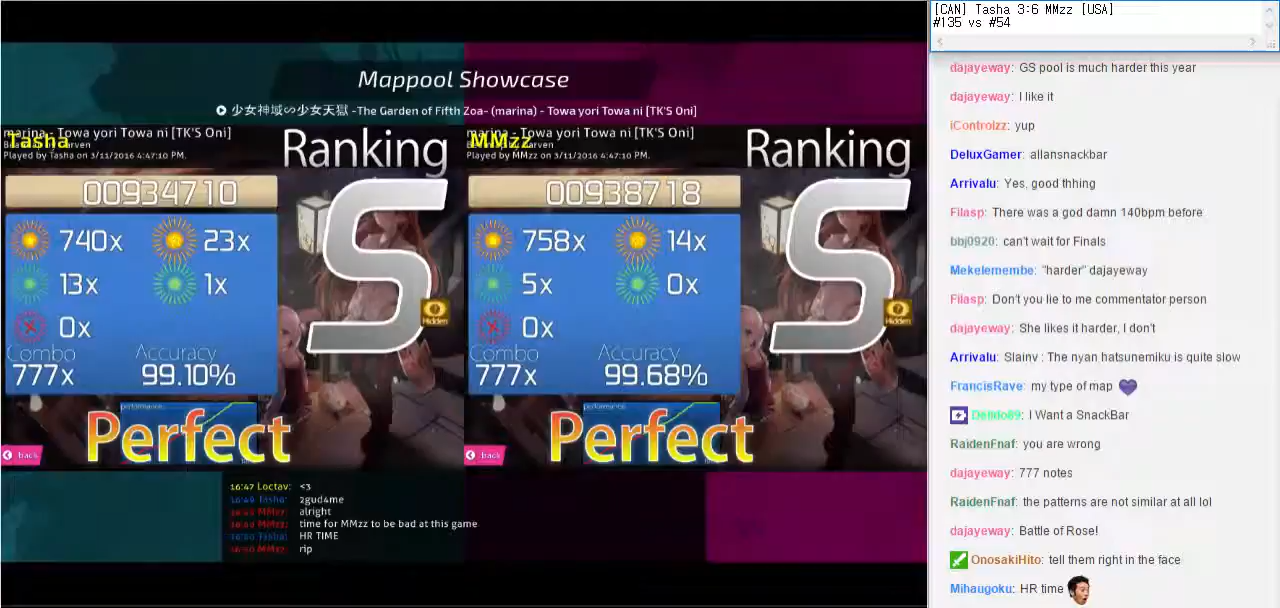 [CAN] Tasha 3:6 MMzz [USA]
#135 vs #54
Mappool Showcase
少女神域∽少女天獄 -The Garden of Fifth Zoa- (marina) - Towa yori Towa ni [TK'S Oni]
marina - Towa yori Towa ni [TK'S Oni]
Tasha
Played by Tasha on 3/11/2016 4:47:10 PM.
Ranking
00934710
740x 23x
13x 1x
0x
Combo Accuracy
777x 99.10%
Hidden
performance
Perfect
back
marina - Towa yori Towa ni [TK'S Oni]
MMzz
Played by MMzz on 3/11/2016 4:47:10 PM.
Ranking
00938718
758x 14x
5x 0x
0x
Combo Accuracy
777x 99.68%
Hidden
performance
Perfect
back
16:47 Loctav: <3
Tasha: 2gud4me
MMzz: alright
MMzz: time for MMzz to be bad at this game
Tasha: HR TIME
MMzz: rip
dajayeway: GS pool is much harder this year
dajayeway: I like it
iControlzz: yup
DeluxGamer: allansnackbar
Arrivalu: Yes, good thhing
Filasp: There was a god damn 140bpm before
bbj0920: can't wait for Finals
Mekelemembe: "harder" dajayeway
Filasp: Don't you lie to me commentator person
dajayeway: She likes it harder, I don't
Arrivalu: Slainv : The nyan hatsunemiku is quite slow
FrancisRave: my type of map
I Want a SnackBar
RaidenFnaf: you are wrong
dajayeway: 777 notes
RaidenFnaf: the patterns are not similar at all lol
dajayeway: Battle of Rose!
OnosakiHito: tell them right in the face
Mihaugoku: HR time